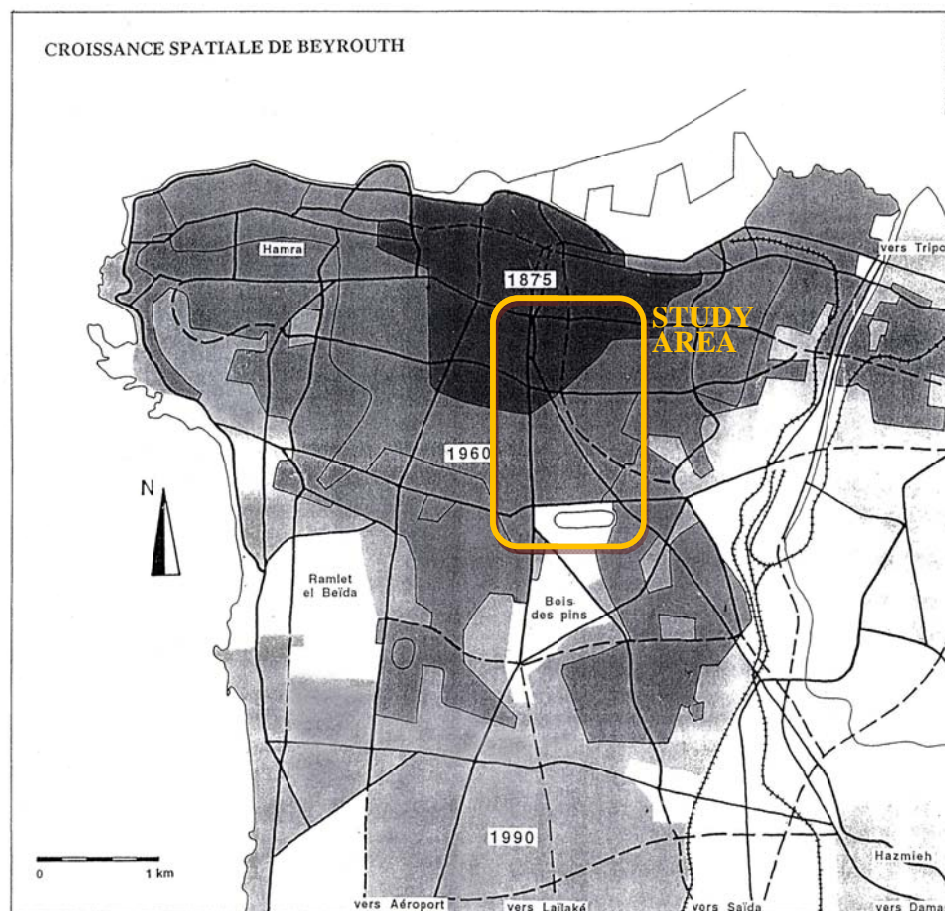 CROISSANCE SPATIALE DE BEYROUTH
vers Tripo
Hamra
1875
STUDY
AREA
1960
N
Ramlet
el Beïda
Bois
des pins
1990
Hazmieh
0 1 km
vers Aéroport
vers Laïlaké
vers Saïda
vers Dama